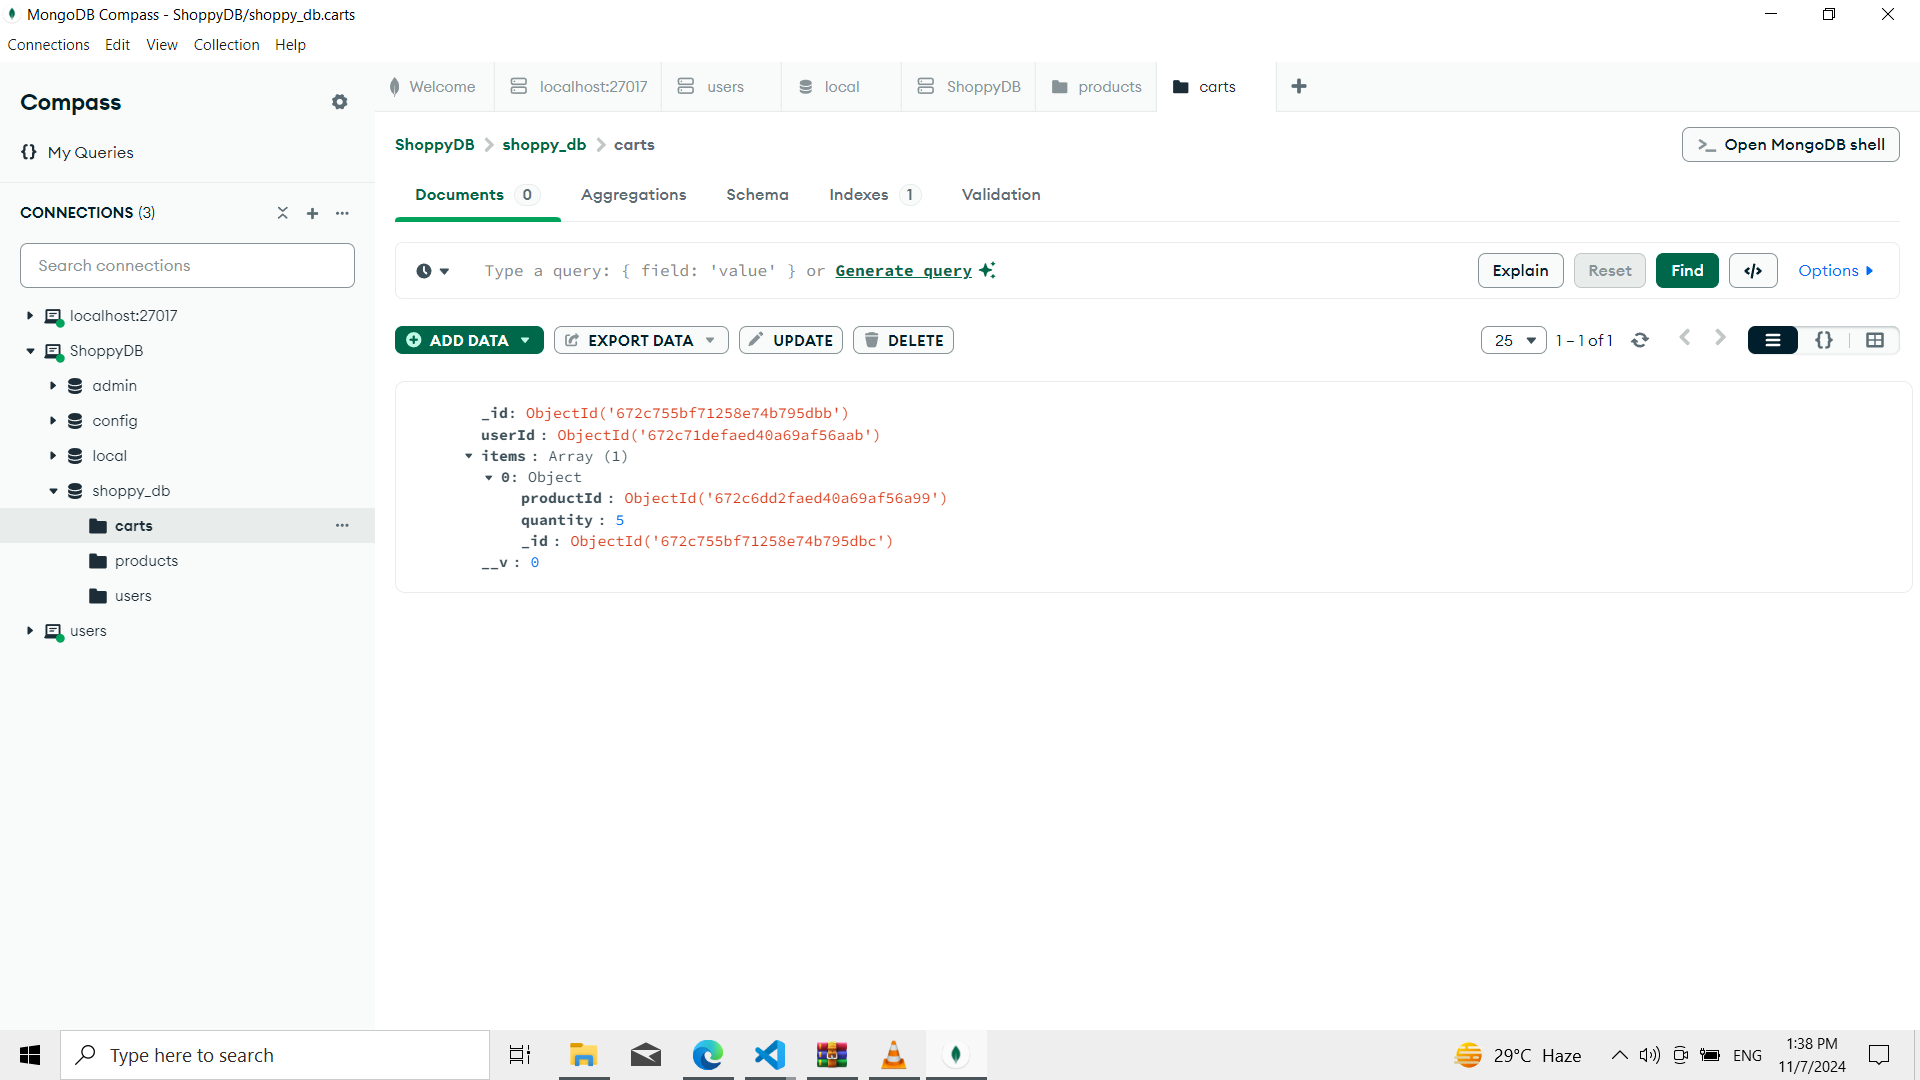 MongoDB Compass - ShoppyDB/shoppy_db.carts
Connections Edit View Collection Help
Compass
{} My Queries
CONNECTIONS (3)
Search connections
localhost:27017
ShoppyDB
admin
config
local
shoppy_db
carts
products
users
users
Welcome localhost:27017 users local ShoppyDB products carts
ShoppyDB > shoppy_db > carts
>_ Open MongoDB shell
Documents 0 Aggregations Schema Indexes 1 Validation
Type a query: { field: 'value' } or Generate query
Explain Reset Find </> Options
ADD DATA EXPORT DATA UPDATE DELETE
25 1 – 1 of 1 {}
_id: ObjectId('672c755bf71258e74b795dbb')
userId : ObjectId('672c71defaed40a69af56aab')
items : Array (1)
0: Object
productId : ObjectId('672c6dd2faed40a69af56a99')
quantity : 5
_id : ObjectId('672c755bf71258e74b795dbc')
__v : 0
Type here to search
29°C Haze
ENG
1:38 PM
11/7/2024